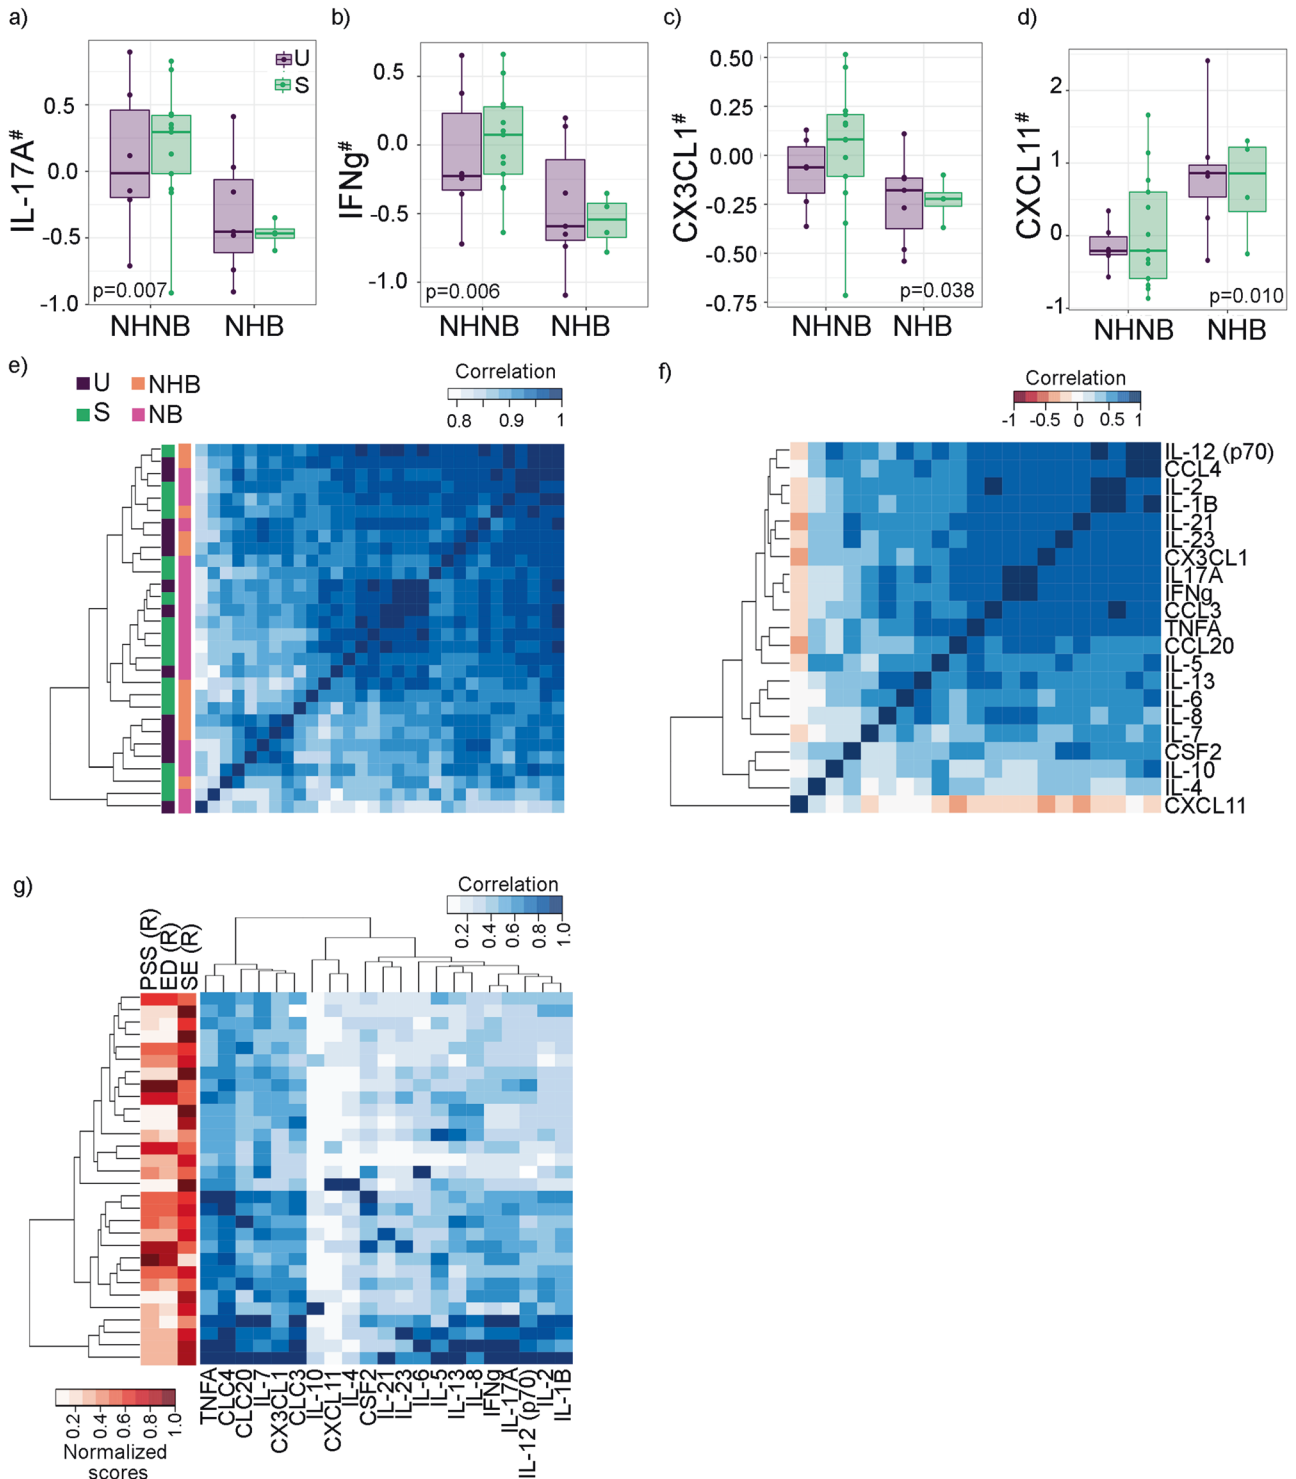 a)
IL-17A#
0.5
0.0
-0.5
-1.0
U
S
p=0.007
NHNB NHB
b)
IFNg#
0.5
0.0
-0.5
-1.0
p=0.006
NHNB NHB
c)
CX3CL1#
0.50
0.25
0.00
-0.25
-0.50
-0.75
p=0.038
NHNB NHB
d)
CXCL11#
2
1
0
-1
p=0.010
NHNB NHB
e)
U NHB
S NB
Correlation
0.8 0.9 1
f)
Correlation
-1 -0.5 0 0.5 1
IL-12 (p70)
CCL4
IL-2
IL-1B
IL-21
IL-23
CX3CL1
IL17A
IFNg
CCL3
TNFA
CCL20
IL-5
IL-13
IL-6
IL-8
IL-7
CSF2
IL-10
IL-4
CXCL11
g)
Correlation
0.2 0.4 0.6 0.8 1.0
PSS (R)
ED (R)
SE (R)
TNFA
CLC4
CLC20
IL-7
CX3CL1
CLC3
IL-10
CXCL11
IL-4
CSF2
IL-21
IL-23
IL-6
IL-5
IL-13
IL-8
IFNg
IL-17A
IL-12 (p70)
IL-2
IL-1B
0.2 0.4 0.6 0.8 1.0
Normalized
scores